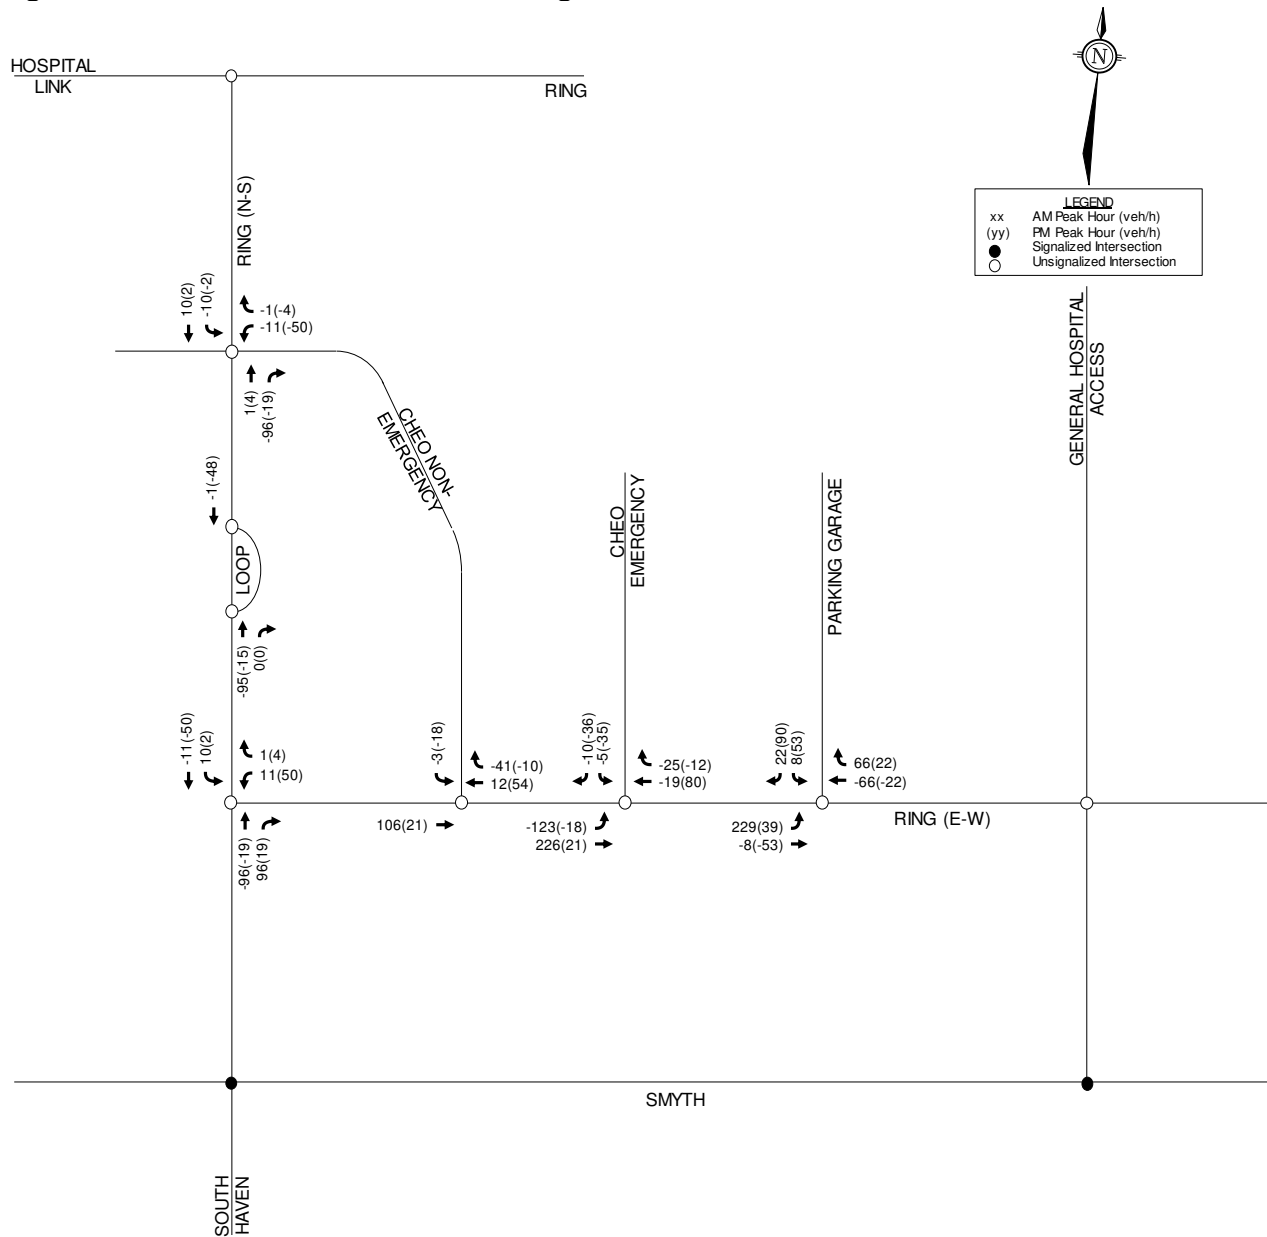 HOSPITAL
LINK
RING
N
LEGEND
xx AM Peak Hour (veh/h)
(yy) PM Peak Hour (veh/h)
Signalized Intersection
Unsignalized Intersection
RING (N-S)
10(2)
-10(-2)
-1(-4)
-11(-50)
1(4)
-96(-19)
CHEO NON-
EMERGENCY
GENERAL HOSPITAL
ACCESS
-1(-48)
LOOP
-95(-15)
0(0)
CHEO
EMERGENCY
PARKING GARAGE
-11(-50)
10(2)
1(4)
11(50)
-96(-19)
96(19)
-3(-18)
-41(-10)
12(54)
106(21)
-10(-36)
-5(-35)
-25(-12)
-19(80)
-123(-18)
226(21)
22(90)
8(53)
66(22)
-66(-22)
229(39)
-8(-53)
RING (E-W)
SMYTH
SOUTH
HAVEN